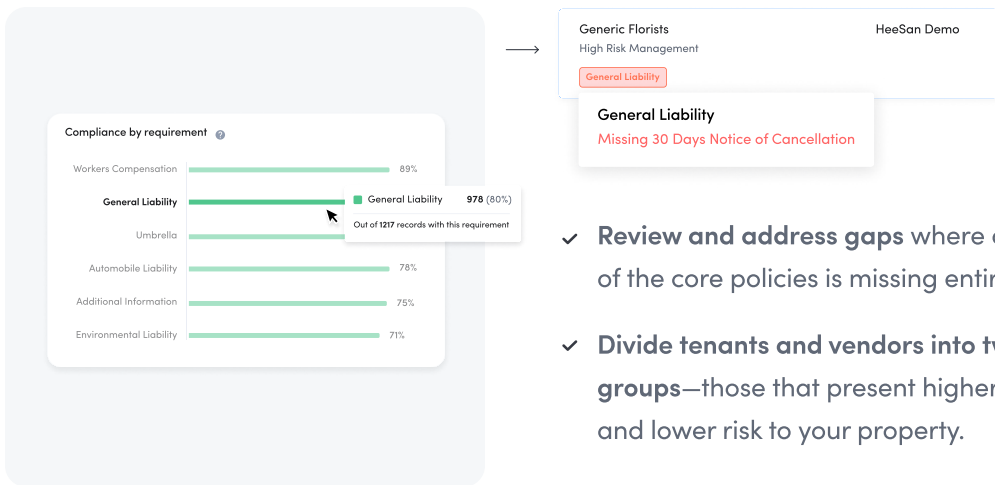 Compliance by requirement ?
Workers Compensation 89%
General Liability
General Liability 978 (80%)
Out of 1217 records with this requirement
Umbrella
Automobile Liability 78%
Additional Information 75%
Environmental Liability 71%
Generic Florists HeeSan Demo
High Risk Management
General Liability
General Liability
Missing 30 Days Notice of Cancellation
Review and address gaps where
of the core policies is missing
Divide tenants and vendors into
groups—those that present higher
and lower risk to your property.